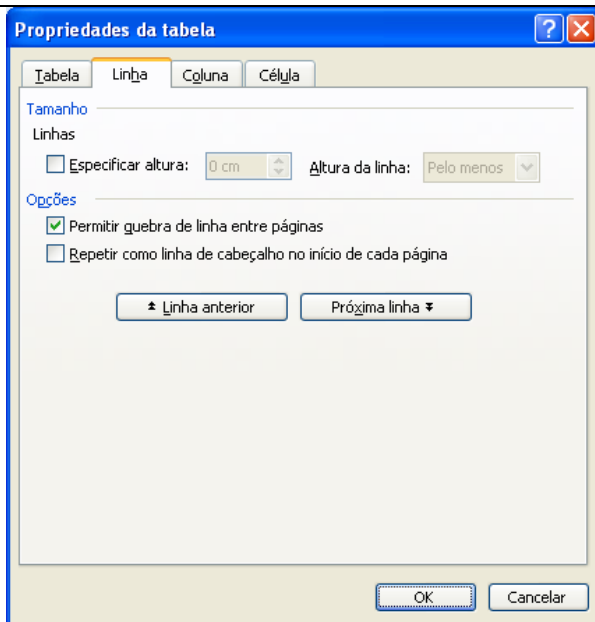 Propriedades da tabela
Tabela Linha Coluna Célula
Tamanho
Linhas
Especificar altura: 0 cm Altura da linha: Pelo menos
Opções
Permitir quebra de linha entre páginas
Repetir como linha de cabeçalho no início de cada página
Linha anterior Próxima linha
OK Cancelar